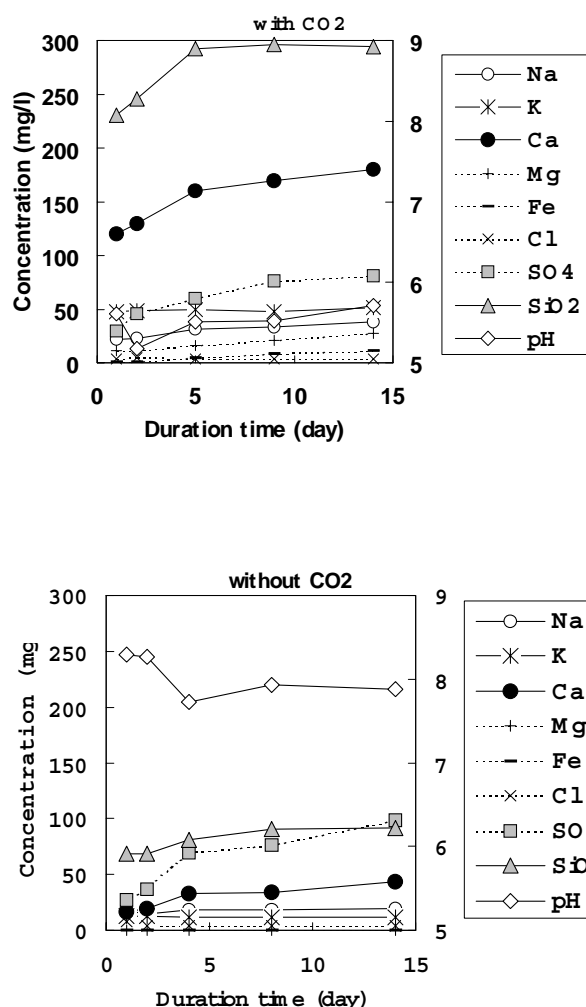 with CO2
300
250
200
150
100
50
0
Concentration (mg/l)
9
8
7
6
5
0 5 10 15
Duration time (day)
Na
K
Ca
Mg
Fe
Cl
SO4
SiO2
pH
without CO2
300
250
200
150
100
50
0
Concentration (mg
9
8
7
6
5
0 5 10 15
Duration time (day)
Na
K
Ca
Mg
Fe
Cl
SO
SiO
pH